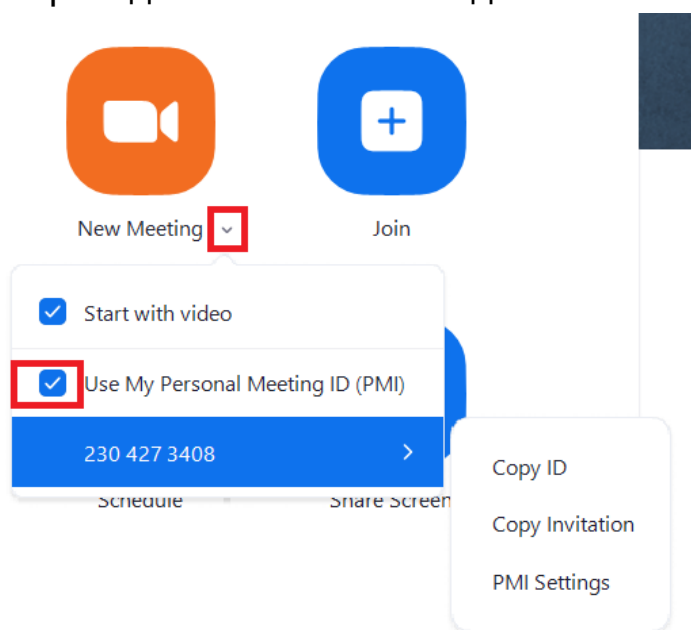 New Meeting
Join
Start with video
Use My Personal Meeting ID (PMI)
230 427 3408
Copy ID
Schedule
Share Screen
Copy Invitation
PMI Settings